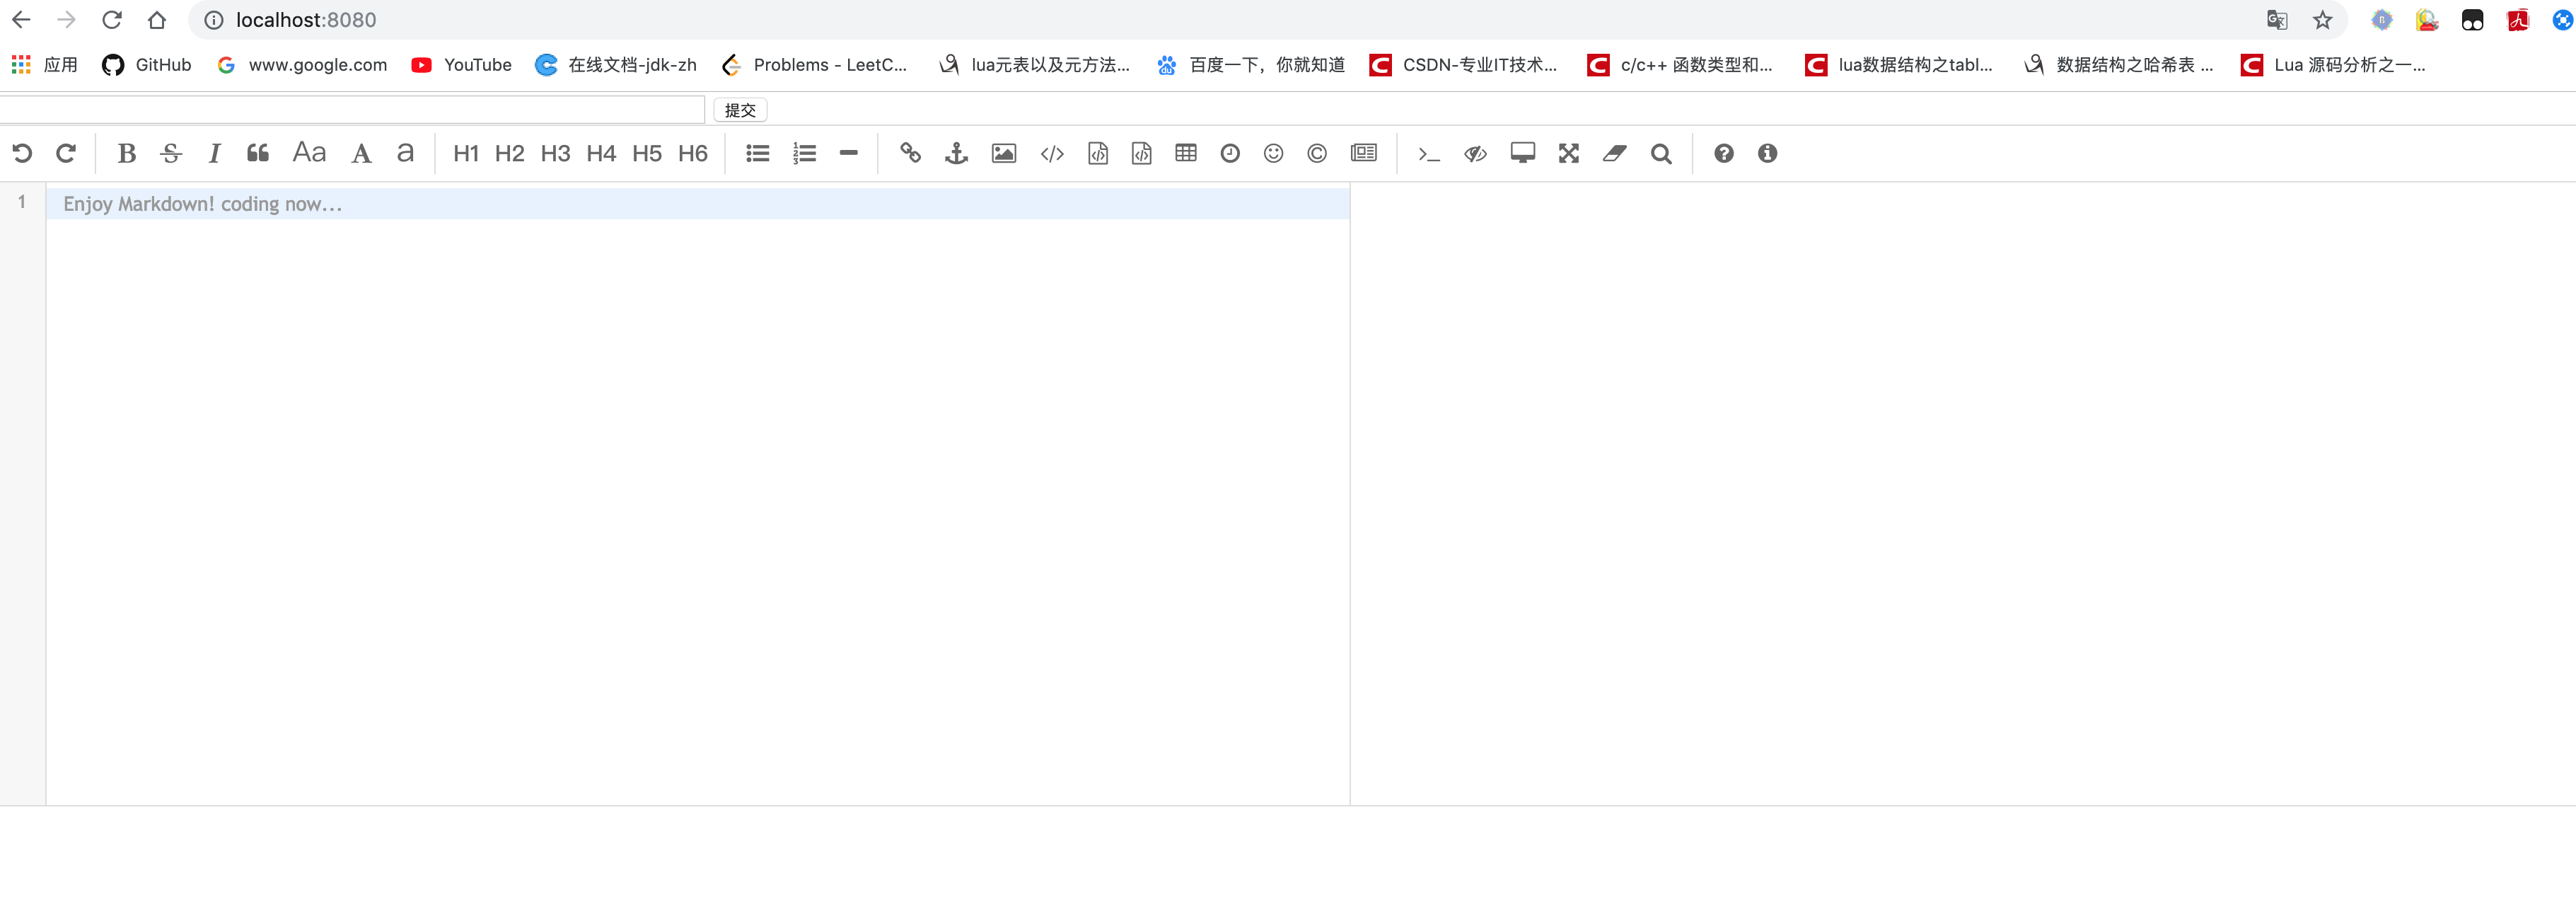 localhost:8080
应用 GitHub www.google.com YouTube 在线文档-jdk-zh Problems - LeetC... lua元表以及元方法... 百度一下，你就知道 CSDN-专业IT技术... c/c++ 函数类型和... lua数据结构之tabl... 数据结构之哈希表 ... Lua 源码分析之一...
提交
B S I Aa A a H1 H2 H3 H4 H5 H6
1 Enjoy Markdown! coding now...